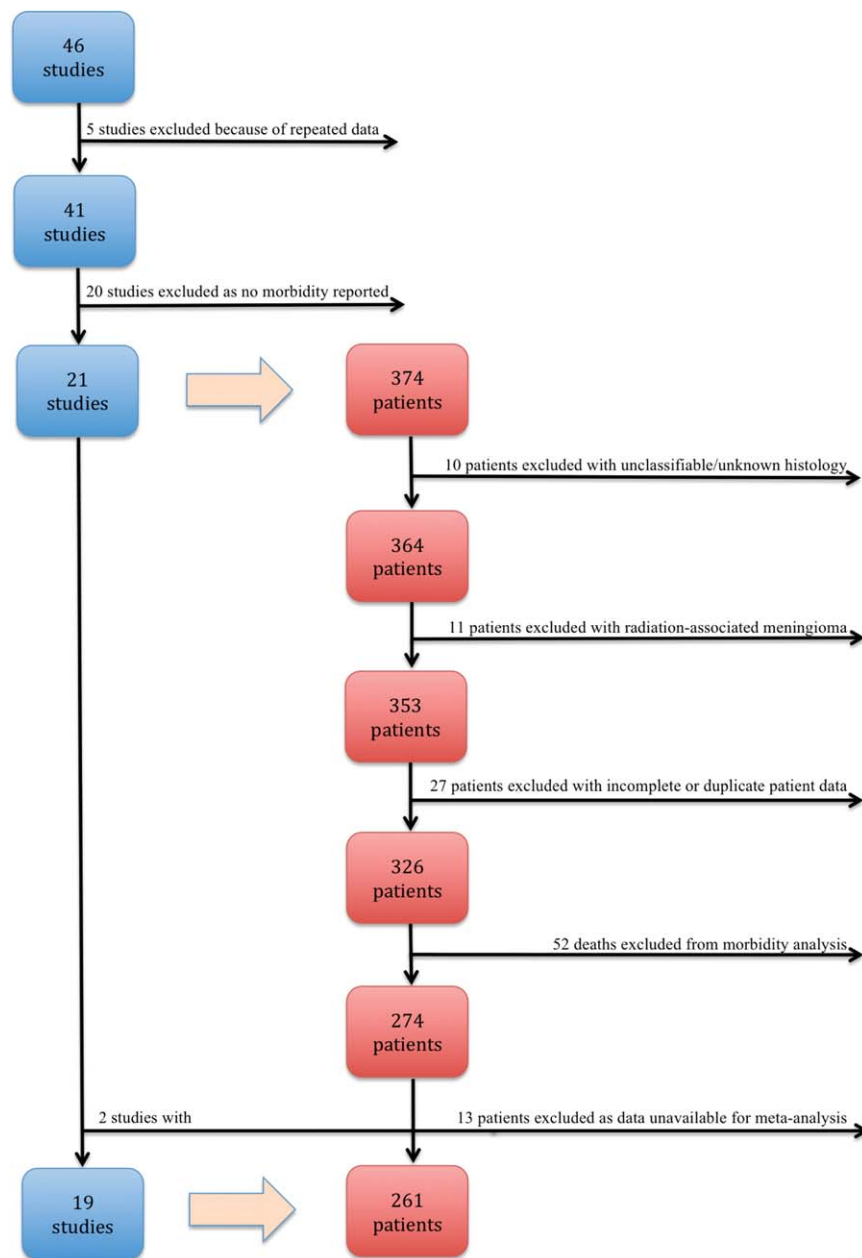 46
studies
5 studies excluded because of repeated data
41
studies
20 studies excluded as no morbidity reported
21
studies
374
patients
10 patients excluded with unclassifiable/unknown histology
364
patients
11 patients excluded with radiation-associated meningioma
353
patients
27 patients excluded with incomplete or duplicate patient data
326
patients
52 deaths excluded from morbidity analysis
274
patients
2 studies with
13 patients excluded as data unavailable for meta-analysis
19
studies
261
patients